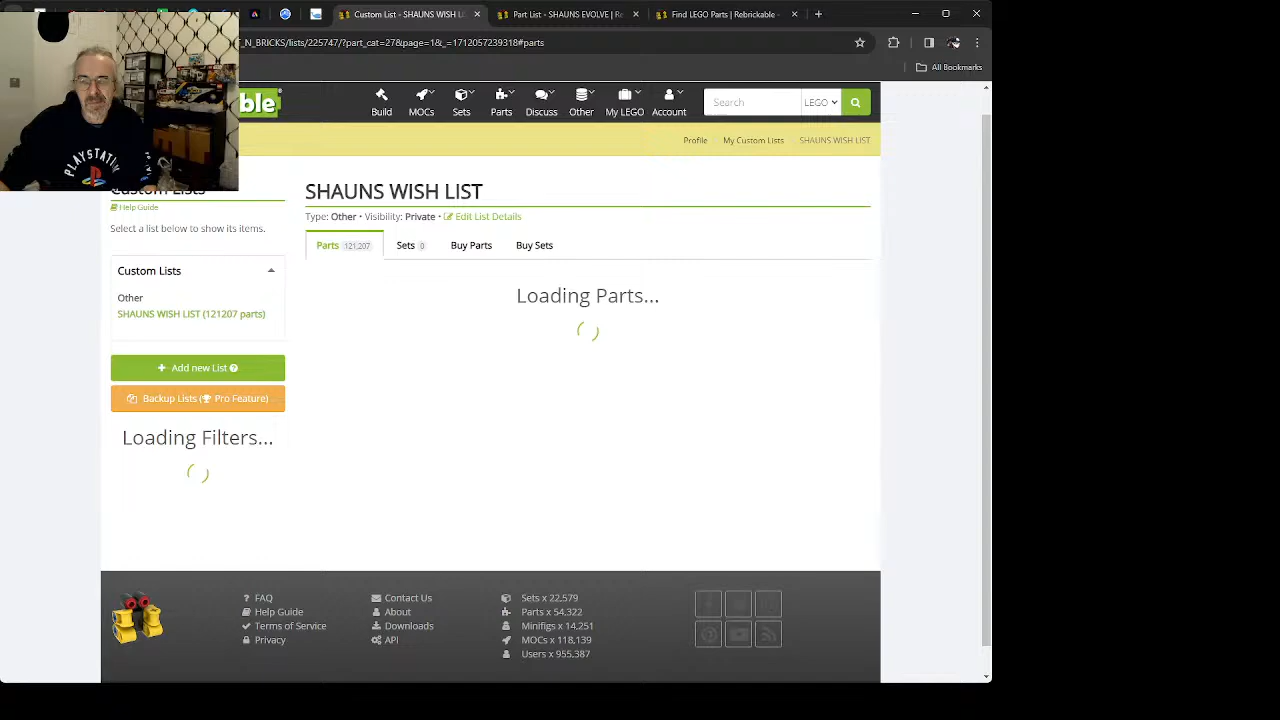 Custom List - SHAUNS WISH L
Part List - SHAUNS EVOLVE | Re
Find LEGO Parts | Rebrickable -
T_N_BRICKS/lists/225747/?part_cat=27&page=1&_=1712057239318#parts
All Bookmarks
ble
Build
MOCs
Sets
Parts
Discuss
Other
My LEGO
Account
Search
LEGO
Profile
My Custom Lists
SHAUNS WISH LIST
PLAYSTATION
Custom Lists
Help Guide
Select a list below to show its items.
Custom Lists
Other
SHAUNS WISH LIST (121207 parts)
+ Add new List
Backup Lists ( Pro Feature)
Loading Filters...
SHAUNS WISH LIST
Type: Other • Visibility: Private • Edit List Details
Parts 121,207
Sets 0
Buy Parts
Buy Sets
Loading Parts...
FAQ
Help Guide
Terms of Service
Privacy
Contact Us
About
Downloads
API
Sets x 22,579
Parts x 54,322
Minifigs x 14,251
MOCs x 118,139
Users x 955,387